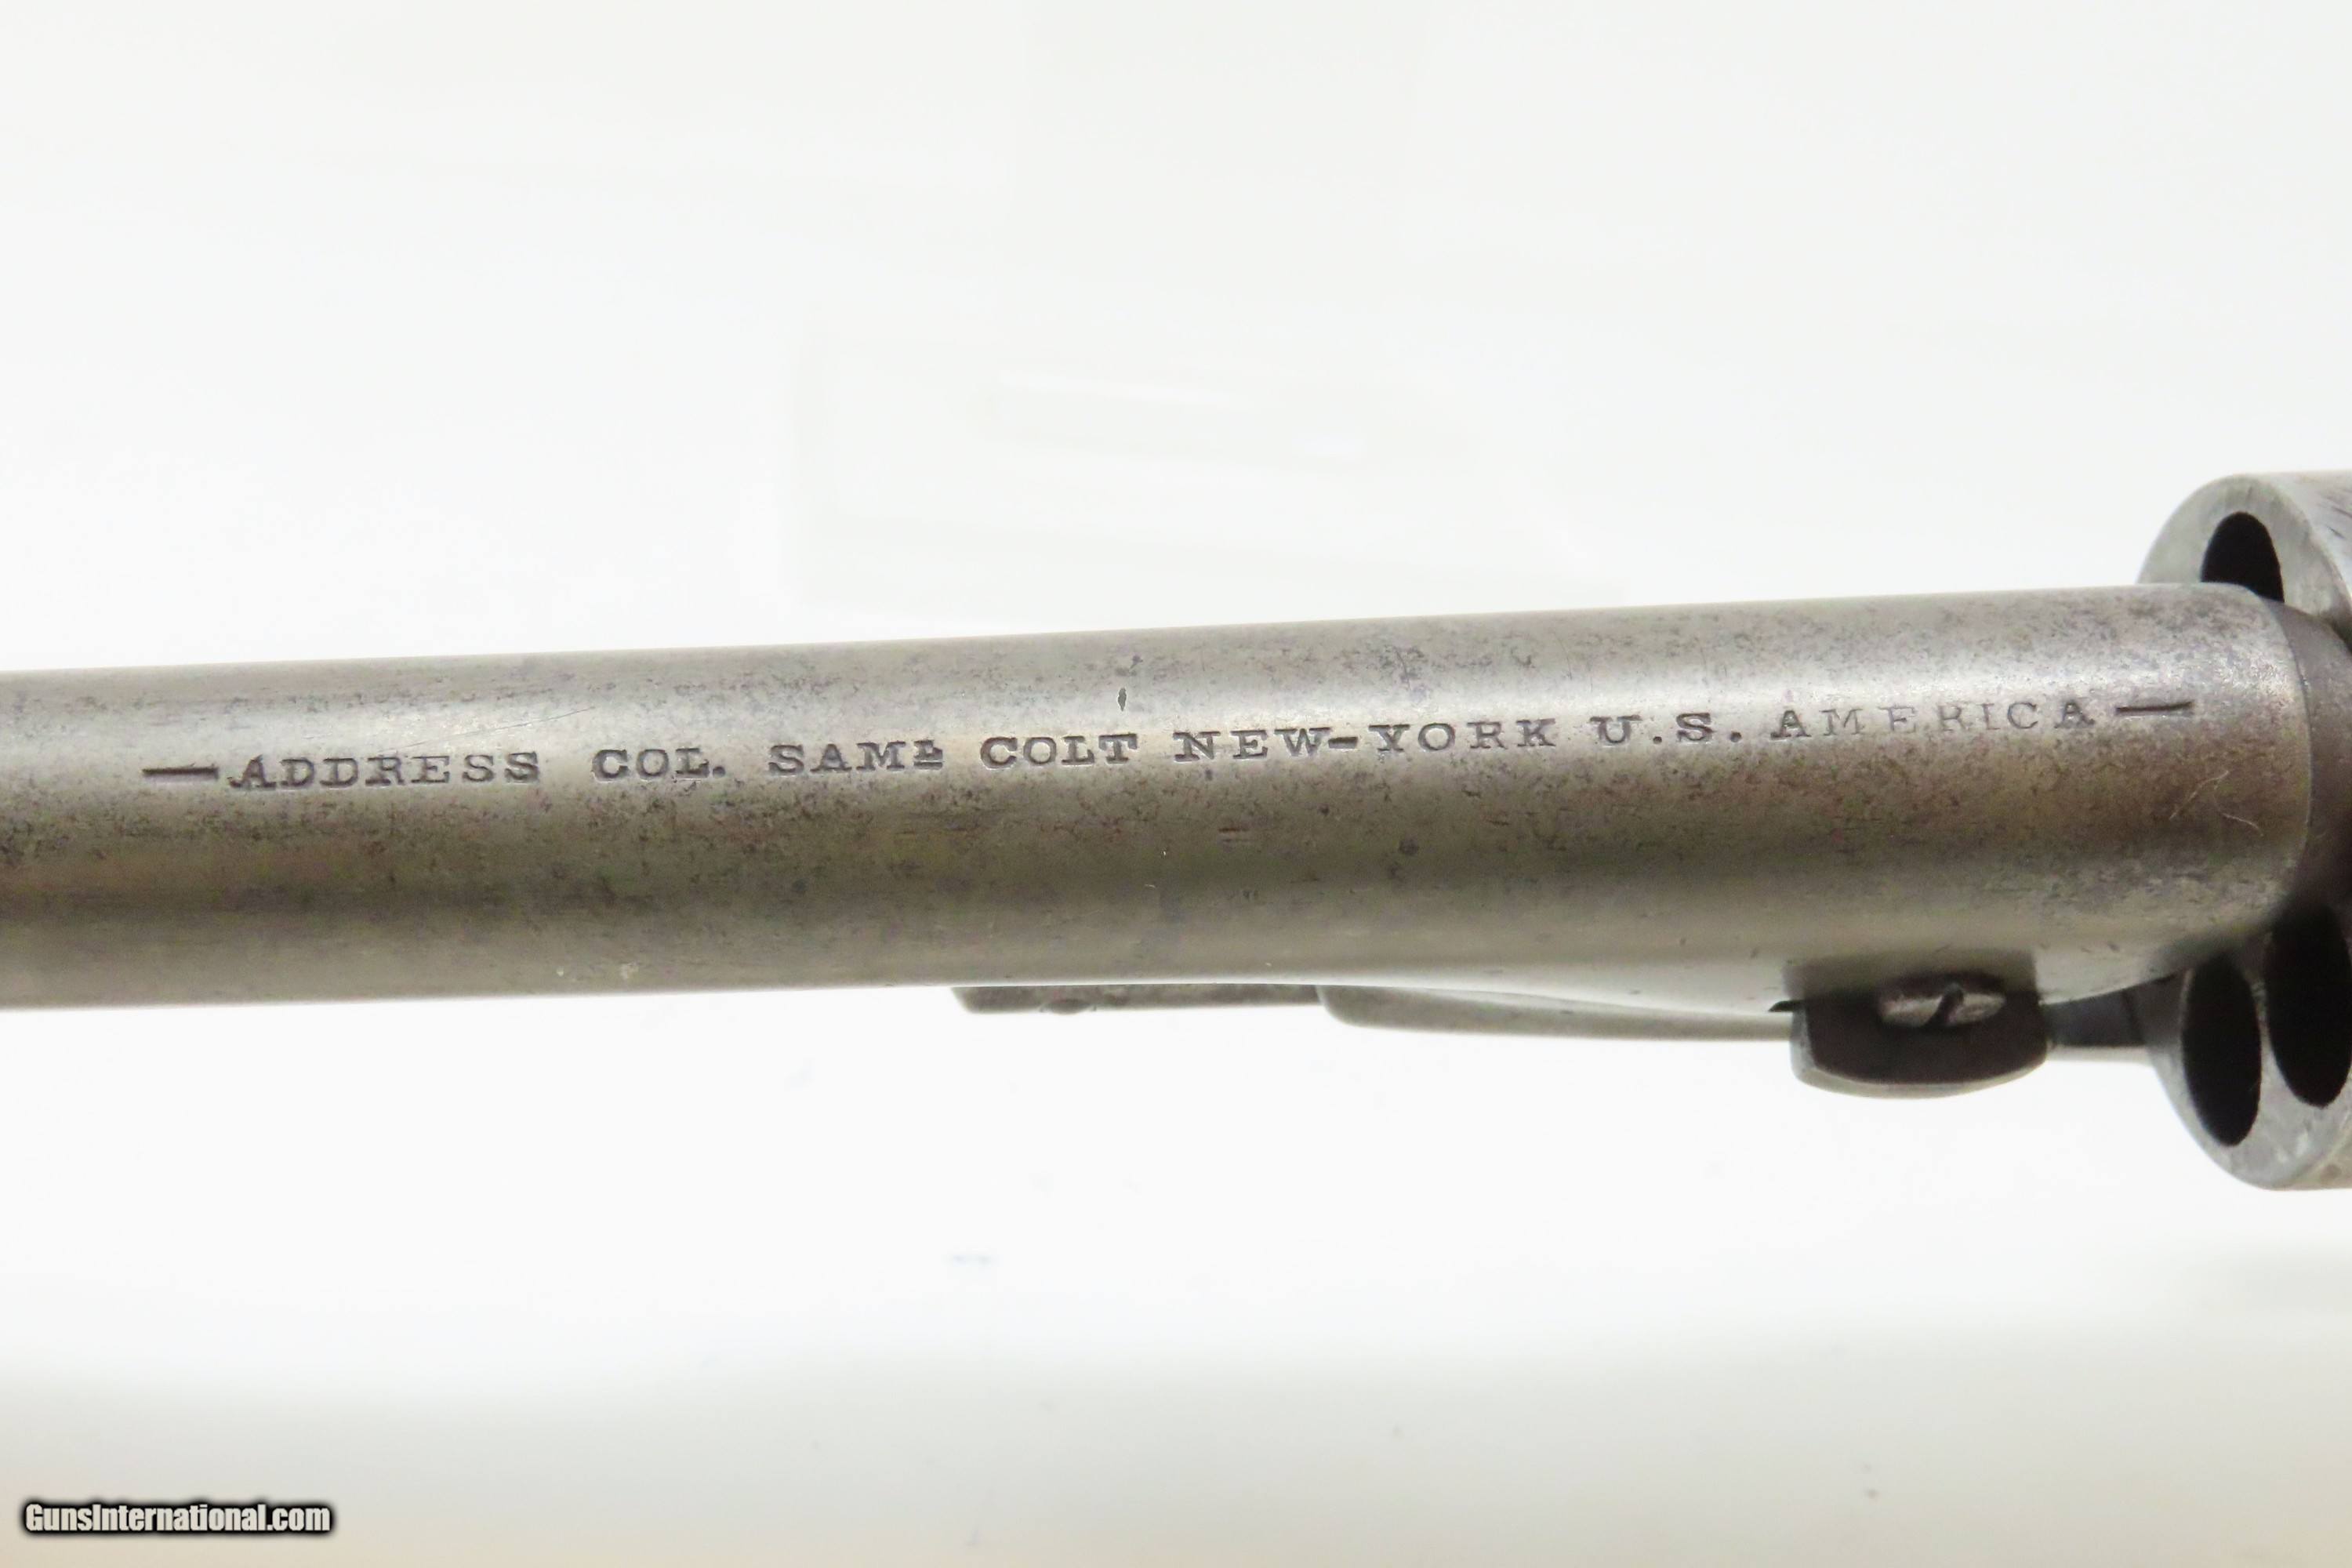 —ADDRESS COL. SAMˡ COLT NEW-YORK U.S. AMERICA—
GunsInternational.com